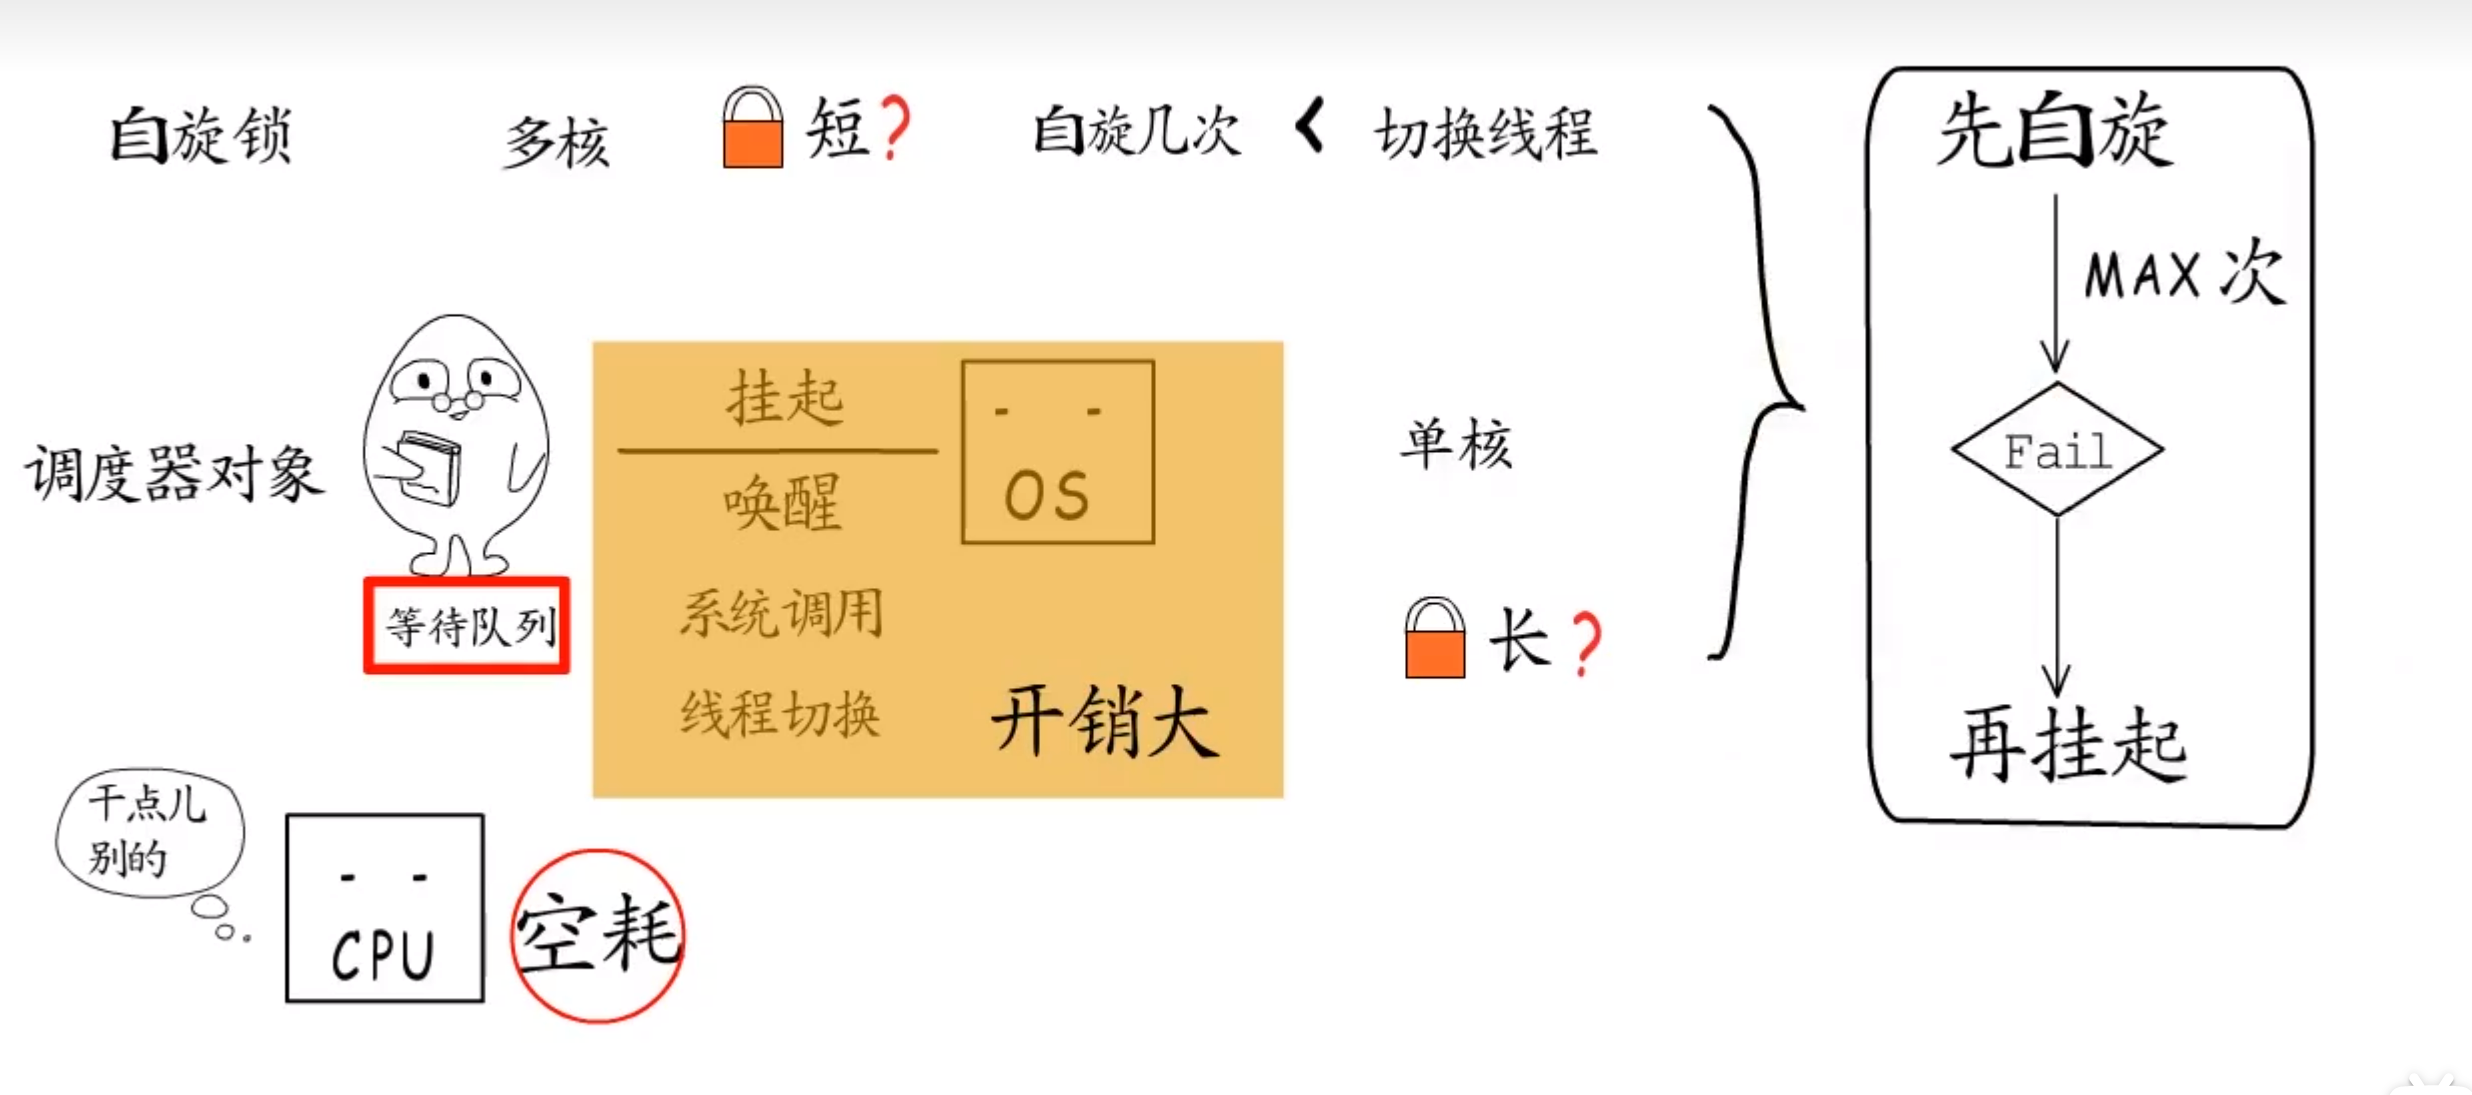 自旋锁
多核
短?
自旋几次 < 切换线程
先自旋
MAX次
Fail
再挂起
调度器对象
等待队列
挂起
唤醒
OS
系统调用
线程切换
开销大
单核
长?
干点儿
别的
CPU
空耗